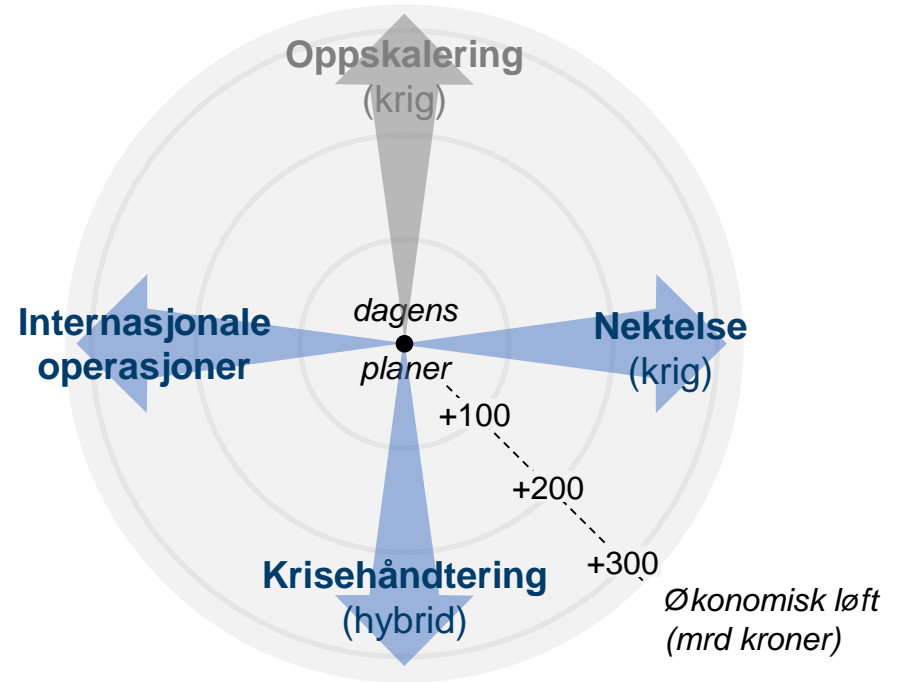 Oppskalering
(krig)
Internasjonale
operasjoner
dagens
planer
Nektelse
(krig)
+100
+200
+300
Krisehåndtering
(hybrid)
Økonomisk løft
(mrd kroner)